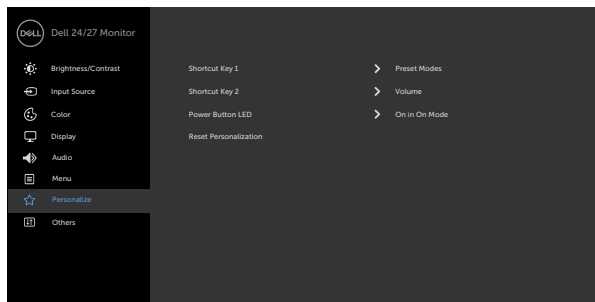 DELL Dell 24/27 Monitor
Brightness/Contrast Shortcut Key 1 Preset Modes
Input Source Shortcut Key 2 Volume
Color Power Button LED On in On Mode
Display Reset Personalization
Audio
Menu
Personalize
Others